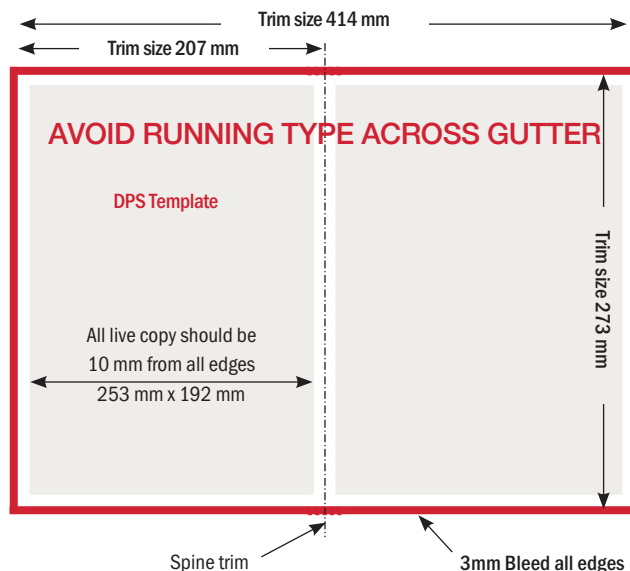 Trim size 414 mm
Trim size 207 mm
AVOID RUNNING TYPE ACROSS GUTTER
DPS Template
Trim size 273 mm
All live copy should be
10 mm from all edges
253 mm x 192 mm
Spine trim
3mm Bleed all edges